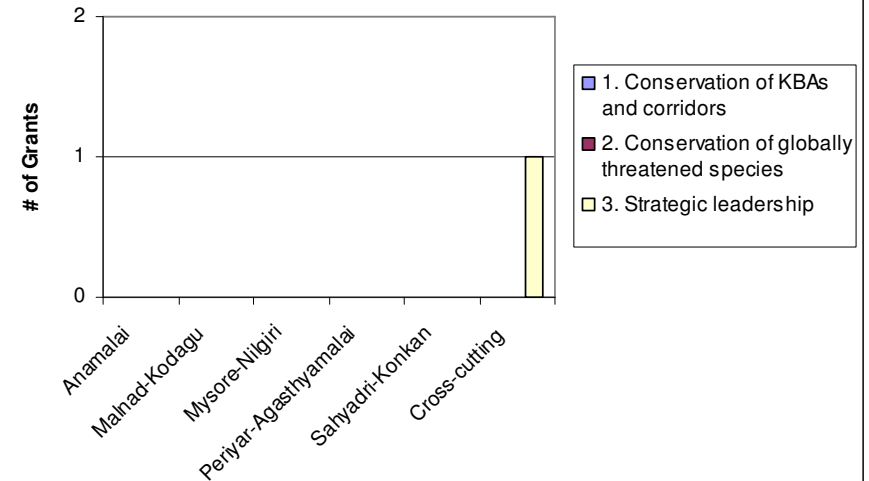 # of Grants
2
1
0
Anamalai
Malnad-Kodagu
Mysore-Nilgiri
Periyar-Agasthyamalai
Sahyadri-Konkan
Cross-cutting
1. Conservation of KBAs
and corridors
2. Conservation of globally
threatened species
3. Strategic leadership